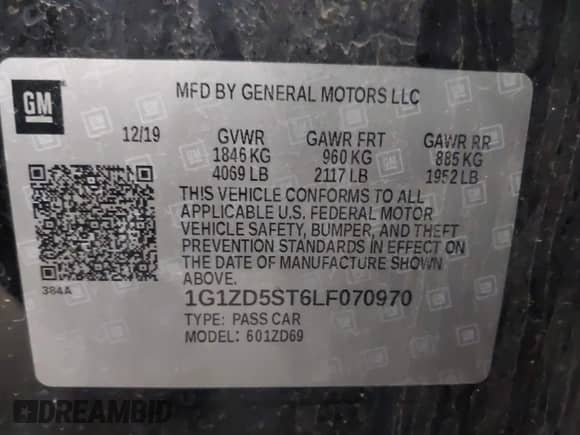 GM
MFD BY GENERAL MOTORS LLC
12/19 GVWR GAWR FRT GAWR RR
1846 KG 960 KG 885 KG
4069 LB 2117 LB 1952 LB
THIS VEHICLE CONFORMS TO ALL
APPLICABLE U.S. FEDERAL MOTOR
VEHICLE SAFETY, BUMPER, AND THEFT
PREVENTION STANDARDS IN EFFECT ON
THE DATE OF MANUFACTURE SHOWN
ABOVE.
384A
1G1ZD5ST6LF070970
TYPE: PASS CAR
MODEL: 601ZD69
DREAMBID